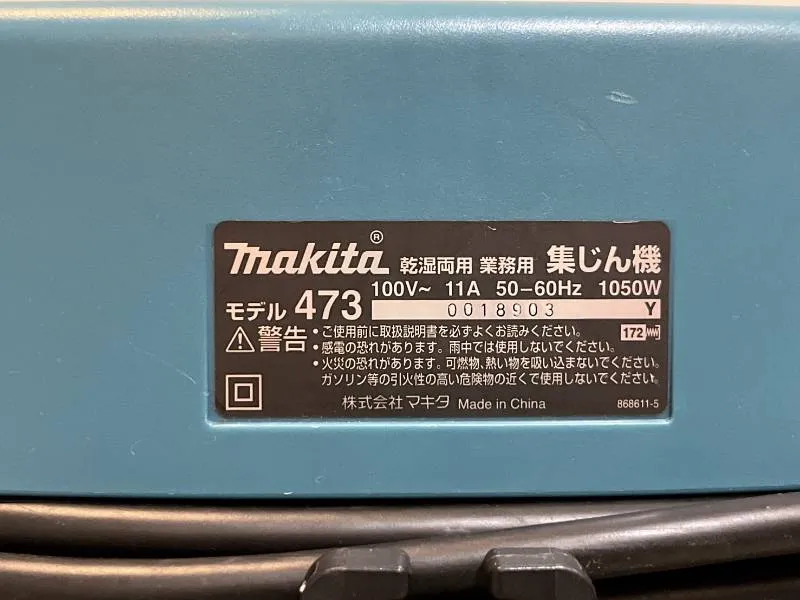 makita® 乾湿両用 業務用 集じん機
モデル 473 100V~ 11A 50-60Hz 1050W
0018903 Y
警告 ・ご使用前に取扱説明書を必ずよくお読みください。
172
・感電の恐れがあります。雨中では使用しないでください。
・火災の恐れがあります。可燃物、熱い物を吸い込まないでください。
ガソリン等の引火性の高い危険物の近くで使用しないでください。
株式会社 マキタ Made in China 868611-5